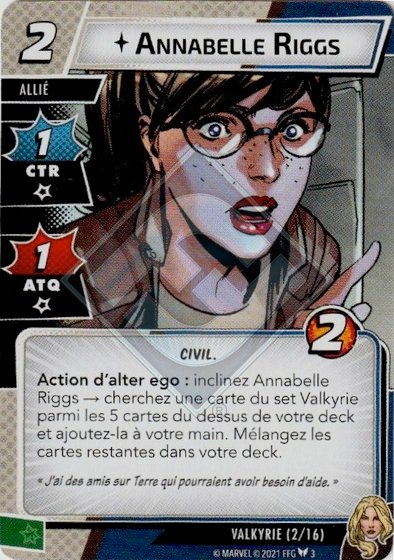 2
ANNABELLE RIGGS
ALLIÉ
1
CTR
1
ATQ
2
CIVIL.
Action d'alter ego : inclinez Annabelle
Riggs → cherchez une carte du set Valkyrie
parmi les 5 cartes du dessus de votre deck
et ajoutez-la à votre main. Mélangez les
cartes restantes dans votre deck.
« J'ai des amis sur Terre qui pourraient avoir besoin d'aide. »
VALKYRIE (2/16)
© MARVEL © 2021 FFG 3